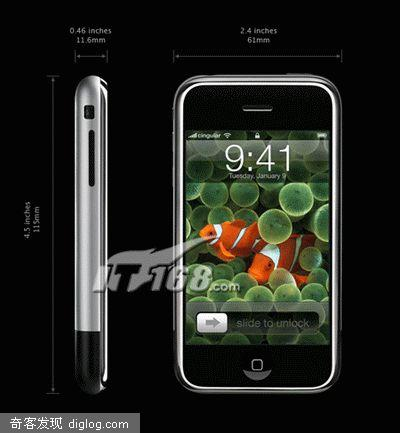 0.46 inches
11.6mm
2.4 inches
61mm
4.5 inches
115mm
cingular
9:41
Tuesday, January 9
IT168.com
slide to unlock
奇客发现 diglog.com